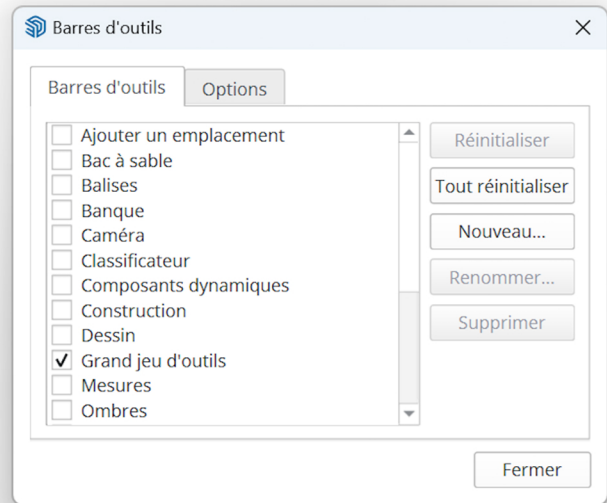 Barres d'outils
Barres d'outils
Options
Ajouter un emplacement
Bac à sable
Balises
Banque
Caméra
Classificateur
Composants dynamiques
Construction
Dessin
Grand jeu d'outils
Mesures
Ombres
Réinitialiser
Tout réinitialiser
Nouveau...
Renommer...
Supprimer
Fermer